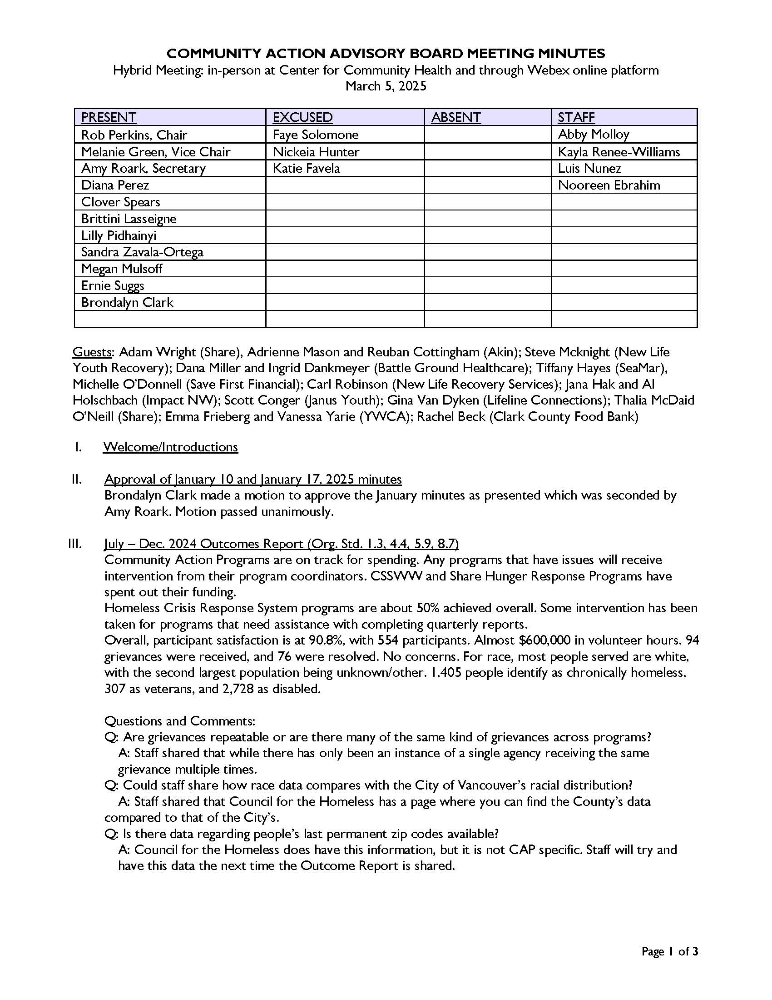 COMMUNITY ACTION ADVISORY BOARD MEETING MINUTES
Hybrid Meeting: in-person at Center for Community Health and through Webex online platform
March 5, 2025
PRESENT EXCUSED ABSENT STAFF
Rob Perkins, Chair Faye Solomone Abby Molloy
Melanie Green, Vice Chair Nickeia Hunter Kayla Renee-Williams
Amy Roark, Secretary Katie Favela Luis Nunez
Diana Perez Nooreen Ebrahim
Clover Spears
Brittini Lasseigne
Lilly Pidhainyi
Sandra Zavala-Ortega
Megan Mulsoff
Ernie Suggs
Brondalyn Clark
Guests: Adam Wright (Share), Adrienne Mason and Reuban Cottingham (Akin); Steve Mcknight (New Life
Youth Recovery); Dana Miller and Ingrid Dankmeyer (Battle Ground Healthcare); Tiffany Hayes (SeaMar),
Michelle O’Donnell (Save First Financial); Carl Robinson (New Life Recovery Services); Jana Hak and Al
Holschbach (Impact NW); Scott Conger (Janus Youth); Gina Van Dyken (Lifeline Connections); Thalia McDaid
O’Neill (Share); Emma Frieberg and Vanessa Yarie (YWCA); Rachel Beck (Clark County Food Bank)
I. Welcome/Introductions
II. Approval of January 10 and January 17, 2025 minutes
Brondalyn Clark made a motion to approve the January minutes as presented which was seconded by
Amy Roark. Motion passed unanimously.
III. July – Dec. 2024 Outcomes Report (Org. Std. 1.3, 4.4, 5.9, 8.7)
Community Action Programs are on track for spending. Any programs that have issues will receive
intervention from their program coordinators. CSSWW and Share Hunger Response Programs have
spent out their funding.
Homeless Crisis Response System programs are about 50% achieved overall. Some intervention has been
taken for programs that need assistance with completing quarterly reports.
Overall, participant satisfaction is at 90.8%, with 554 participants. Almost $600,000 in volunteer hours. 94
grievances were received, and 76 were resolved. No concerns. For race, most people served are white,
with the second largest population being unknown/other. 1,405 people identify as chronically homeless,
307 as veterans, and 2,728 as disabled.
Questions and Comments:
Q: Are grievances repeatable or are there many of the same kind of grievances across programs?
A: Staff shared that while there has only been an instance of a single agency receiving the same
grievance multiple times.
Q: Could staff share how race data compares with the City of Vancouver’s racial distribution?
A: Staff shared that Council for the Homeless has a page where you can find the County’s data
compared to that of the City’s.
Q: Is there data regarding people’s last permanent zip codes available?
A: Council for the Homeless does have this information, but it is not CAP specific. Staff will try and
have this data the next time the Outcome Report is shared.
Page 1 of 3